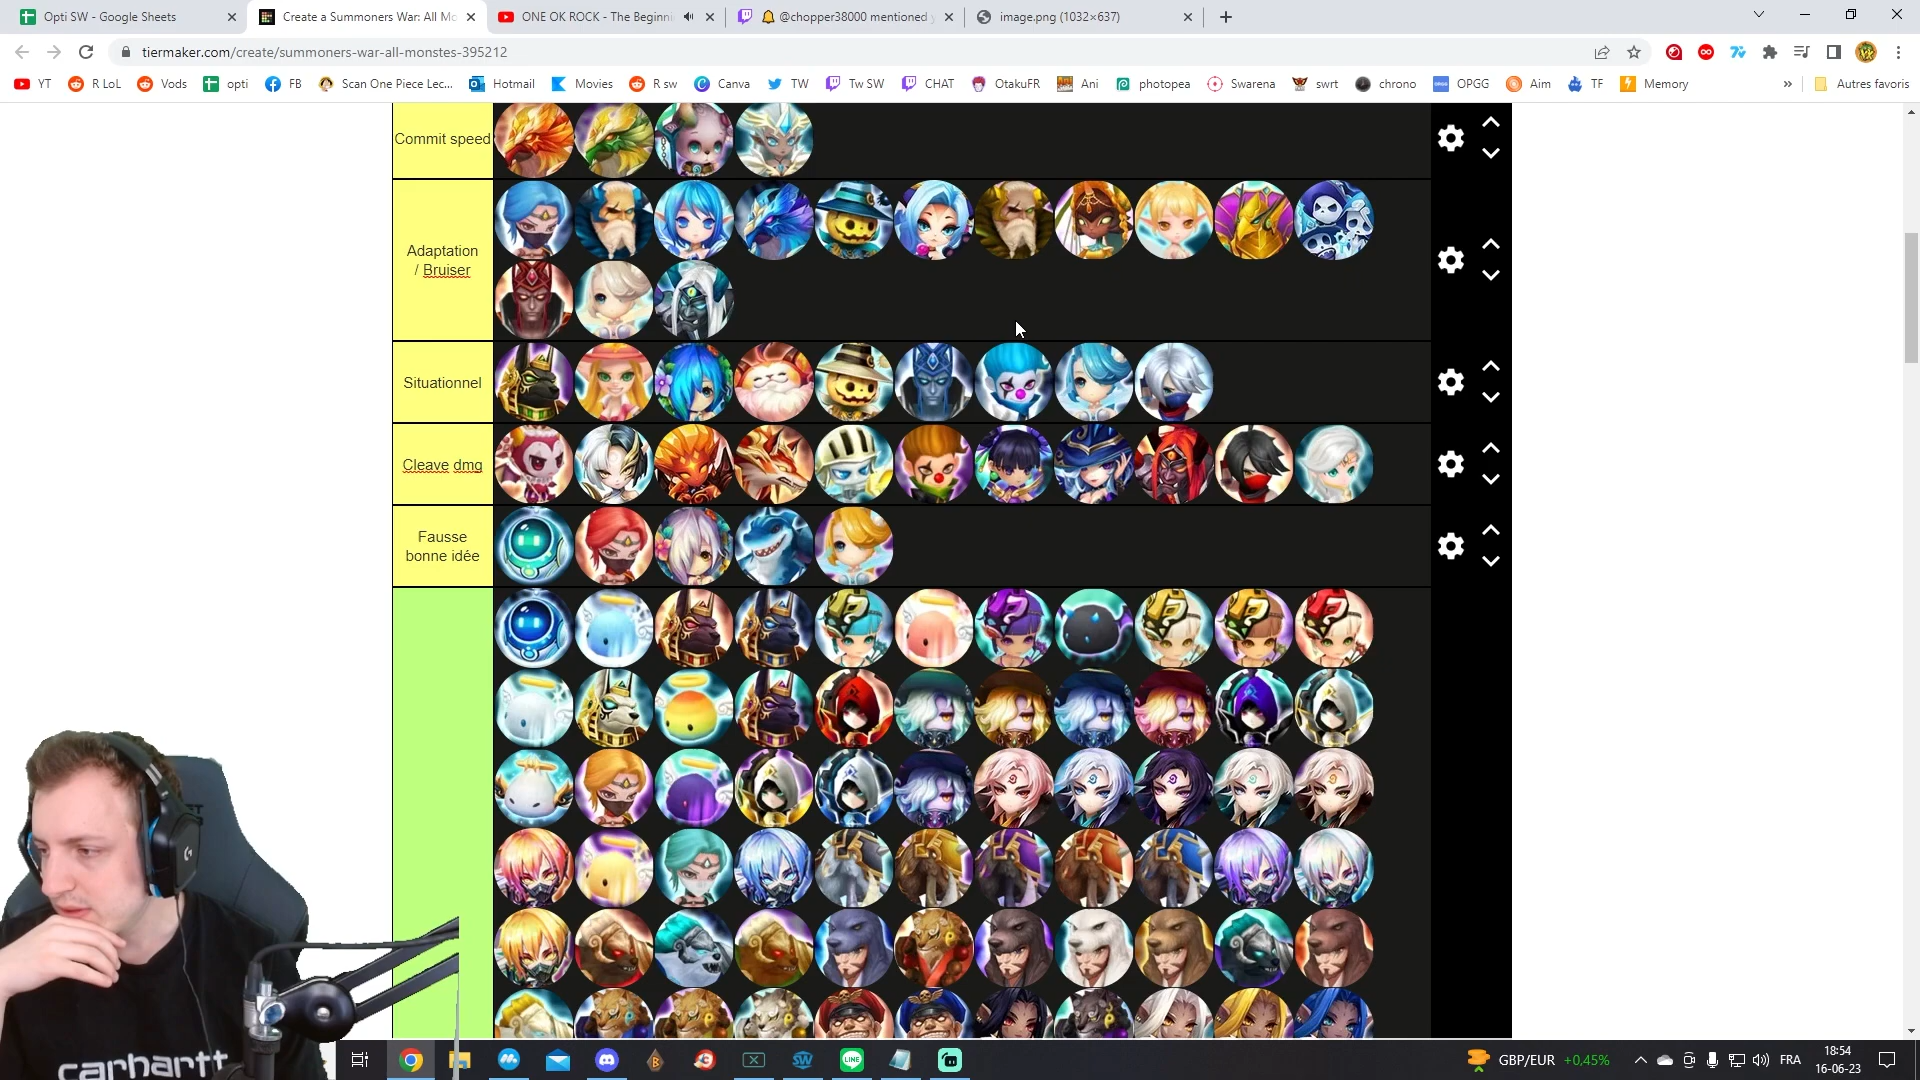 Opti SW - Google Sheets
Create a Summoners War: All Mo
ONE OK ROCK - The Beginni
@chopper38000 mentioned
image.png (1032×637)
tiermaker.com/create/summoners-war-all-monstes-395212
YT
R LoL
Vods
opti
FB
Scan One Piece Lec...
Hotmail
Movies
R sw
Canva
TW
Tw SW
CHAT
OtakuFR
Ani
photopea
Swarena
swrt
chrono
OPGG
Aim
TF
Memory
»
Autres favoris
Commit speed
Adaptation
/ Bruiser
Situationnel
Cleave dmg
Fausse
bonne idée
carhartt
SW
LINE
GBP/EUR +0,45%
FRA
18:54
16-06-23